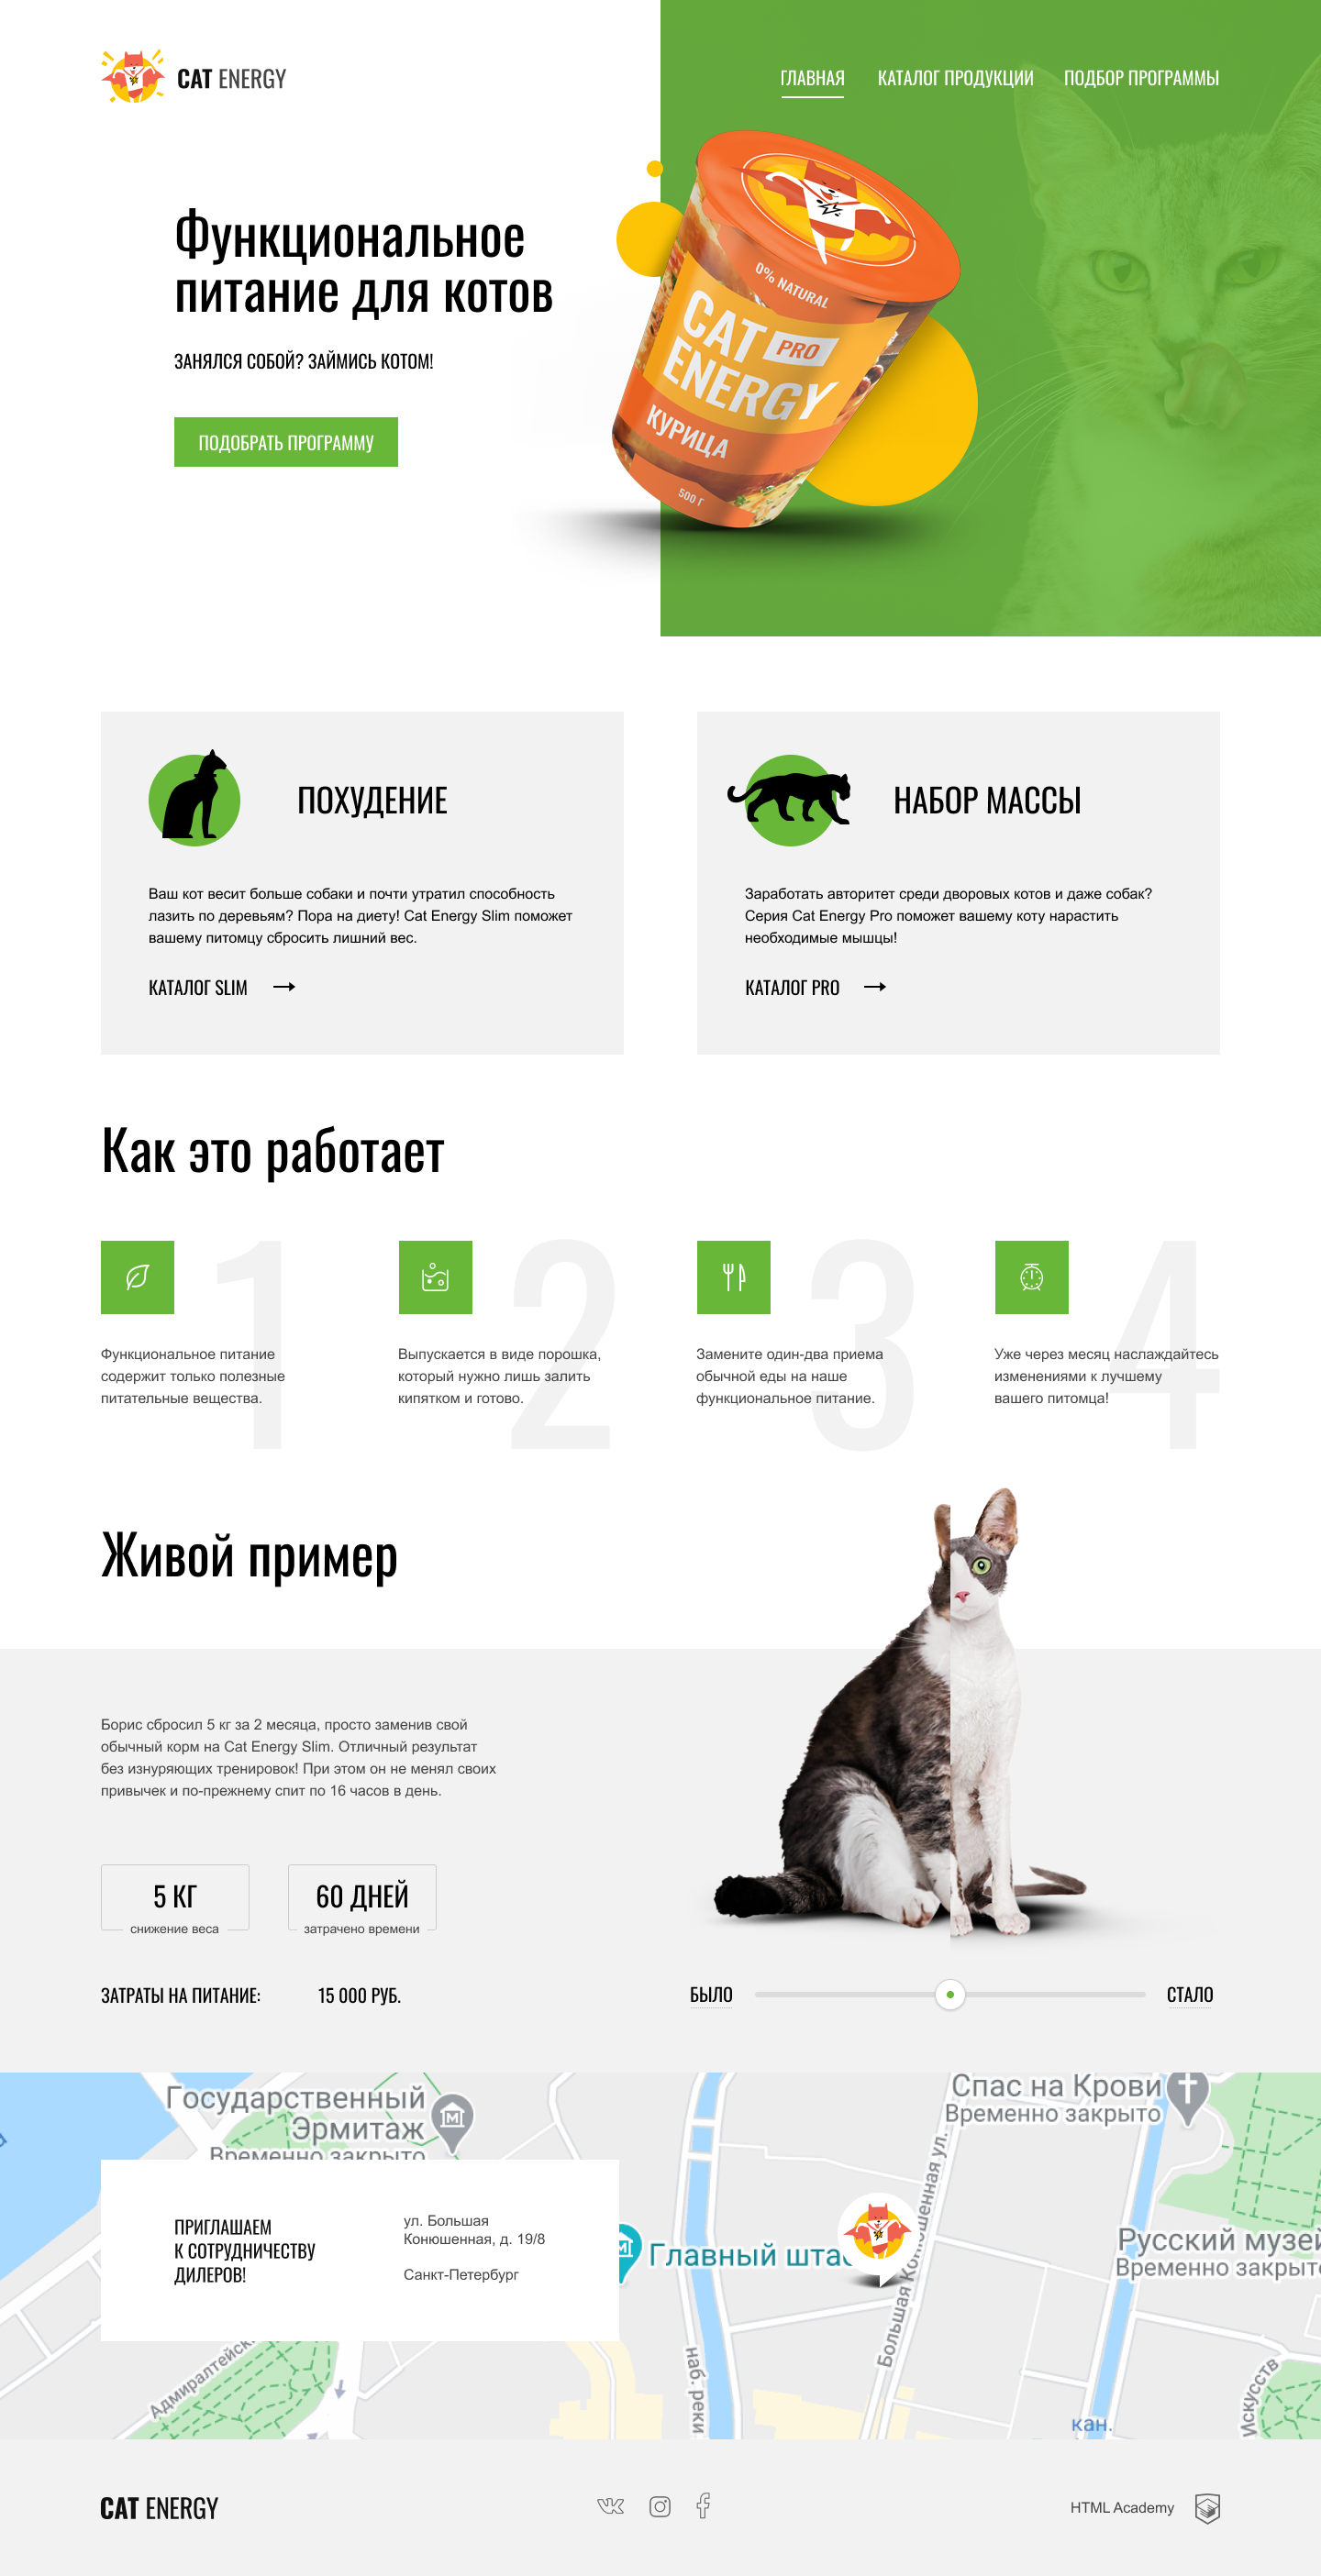 CAT ENERGY
ГЛАВНАЯ КАТАЛОГ ПРОДУКЦИИ ПОДБОР ПРОГРАММЫ
Функциональное
питание для котов
ЗАНЯЛСЯ СОБОЙ? ЗАЙМИСЬ КОТОМ!
ПОДОБРАТЬ ПРОГРАММУ
0% NATURAL
CAT PRO
ENERGY
КУРИЦА
500 Г
ПОХУДЕНИЕ
Ваш кот весит больше собаки и почти утратил способность
лазить по деревьям? Пора на диету! Cat Energy Slim поможет
вашему питомцу сбросить лишний вес.
КАТАЛОГ SLIM
НАБОР МАССЫ
Заработать авторитет среди дворовых котов и даже собак?
Серия Cat Energy Pro поможет вашему коту нарастить
необходимые мышцы!
КАТАЛОГ PRO
Как это работает
1
Функциональное питание
содержит только полезные
питательные вещества.
2
Выпускается в виде порошка,
который нужно лишь залить
кипятком и готово.
3
Замените один-два приема
обычной еды на наше
функциональное питание.
4
Уже через месяц наслаждайтесь
изменениями к лучшему
вашего питомца!
Живой пример
Борис сбросил 5 кг за 2 месяца, просто заменив свой
обычный корм на Cat Energy Slim. Отличный результат
без изнуряющих тренировок! При этом он не менял своих
привычек и по-прежнему спит по 16 часов в день.
5 КГ
снижение веса
60 ДНЕЙ
затрачено времени
ЗАТРАТЫ НА ПИТАНИЕ: 15 000 РУБ.
БЫЛО
СТАЛО
Государственный
Эрмитаж
Временно закрыто
Спас на Крови
Временно закрыто
ПРИГЛАШАЕМ
К СОТРУДНИЧЕСТВУ
ДИЛЕРОВ!
ул. Большая
Конюшенная, д. 19/8
Санкт-Петербург
Главный шта
Большая Ко шенная ул.
Русский музей
Временно закрыто
Адмиралтейск
наб. реки
кан.
Искусств
CAT ENERGY
HTML Academy